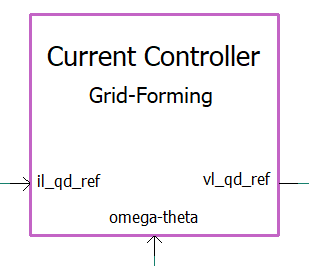 Current Controller
Grid-Forming
il_qd_ref
vl_qd_ref
omega-theta